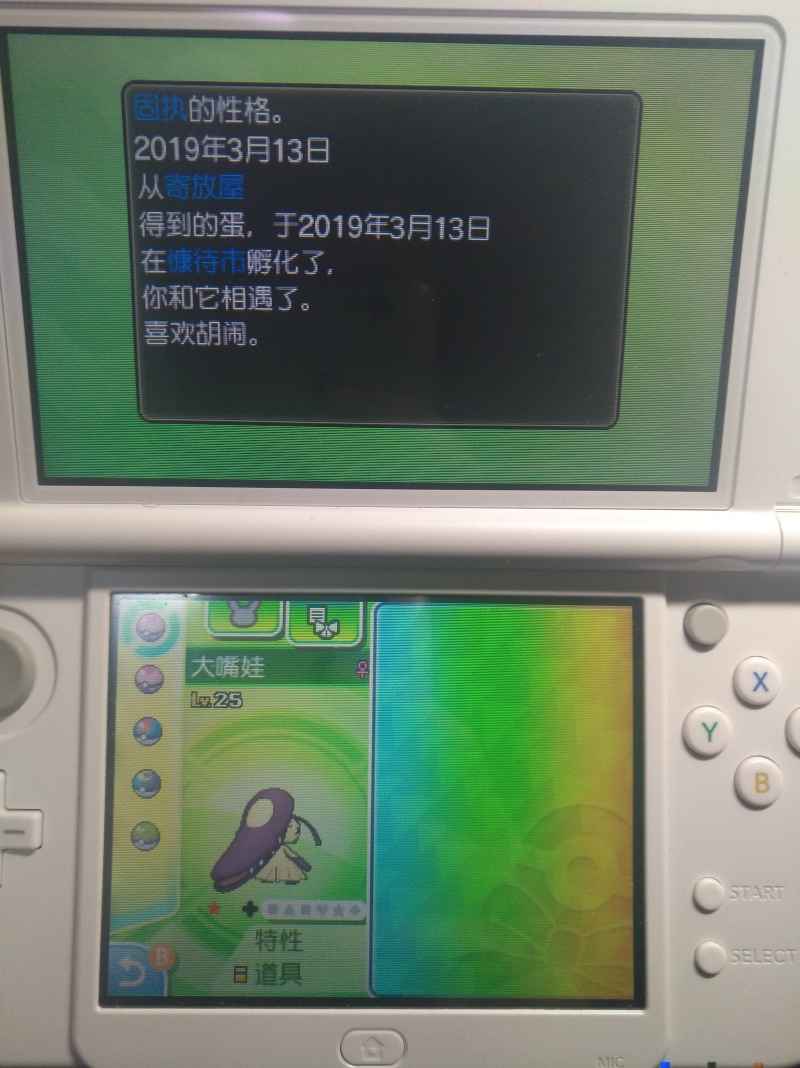 固执的性格。
2019年3月13日
从寄放屋
得到的蛋，于2019年3月13日
在慷待市孵化了，
你和它相遇了。
喜欢胡闹。
大嘴娃 ♀
Lv.25
特性
道具
B
X
Y
B
START
SELECT
MIC